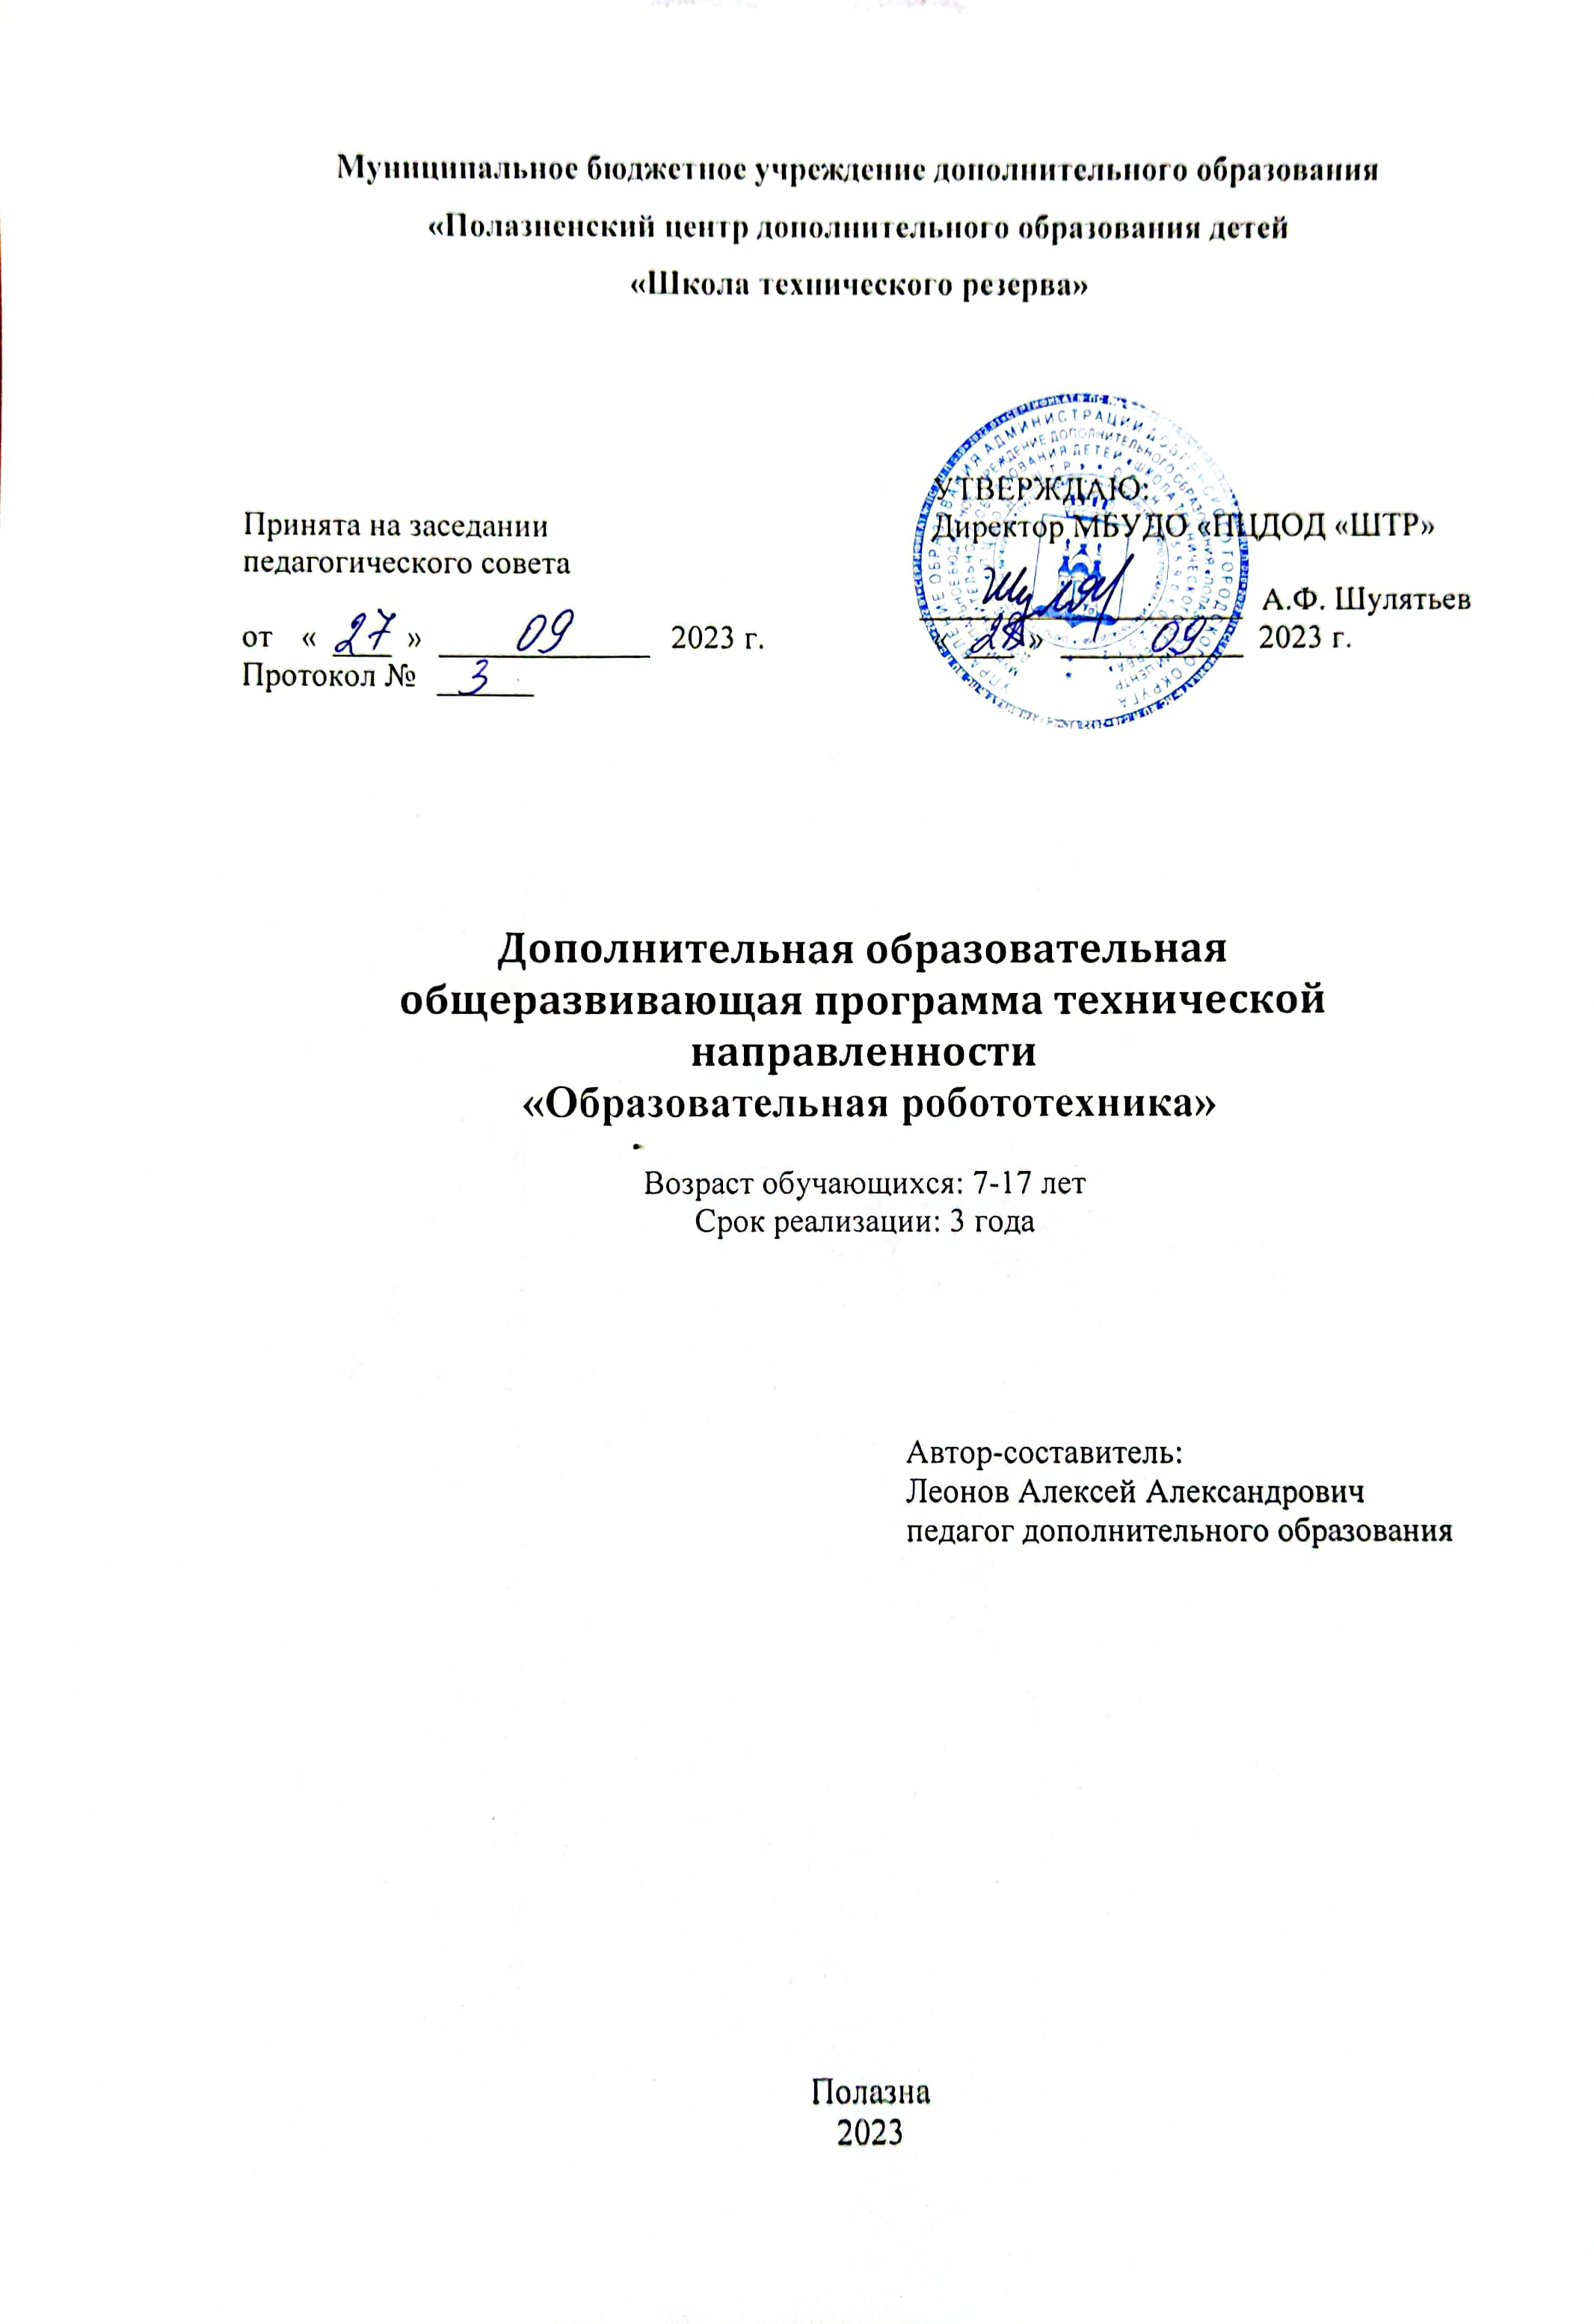 Муниципальное бюджетное учреждение дополнительного образования
«Полазненский центр дополнительного образования детей
«Школа технического резерва»
Принята на заседании
педагогического совета
от « 27 » 09 2023 г.
Протокол № 3
УТВЕРЖДАЮ:
Директор МБУДО «ПЦДОД «ШТР»
А.Ф. Шулятьев
« » 09 2023 г.
Дополнительная образовательная
общеразвивающая программа технической
направленности
«Образовательная робототехника»
Возраст обучающихся: 7-17 лет
Срок реализации: 3 года
Автор-составитель:
Леонов Алексей Александрович
педагог дополнительного образования
Полазна
2023